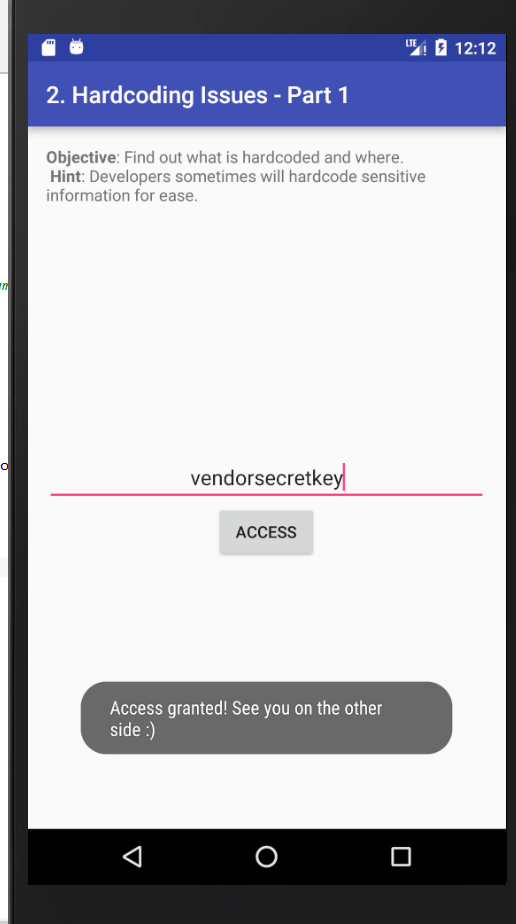 LTE 12:12
2. Hardcoding Issues - Part 1
Objective: Find out what is hardcoded and where.
Hint: Developers sometimes will hardcode sensitive
information for ease.
vendorsecretkey
ACCESS
Access granted! See you on the other
side :)